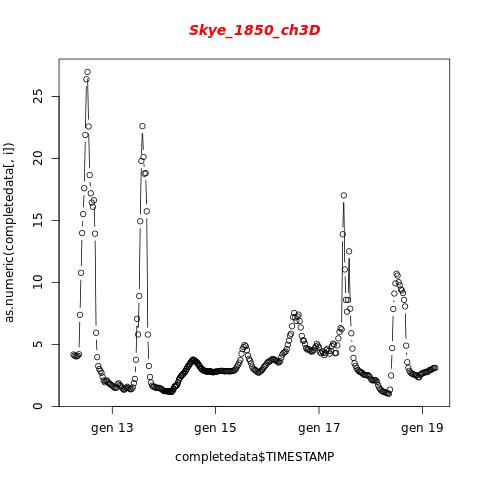 Skye_1850_ch3D
as.numeric(completedata[, i])
25
20
15
10
5
0
gen 13
gen 15
gen 17
gen 19
completedata$TIMESTAMP